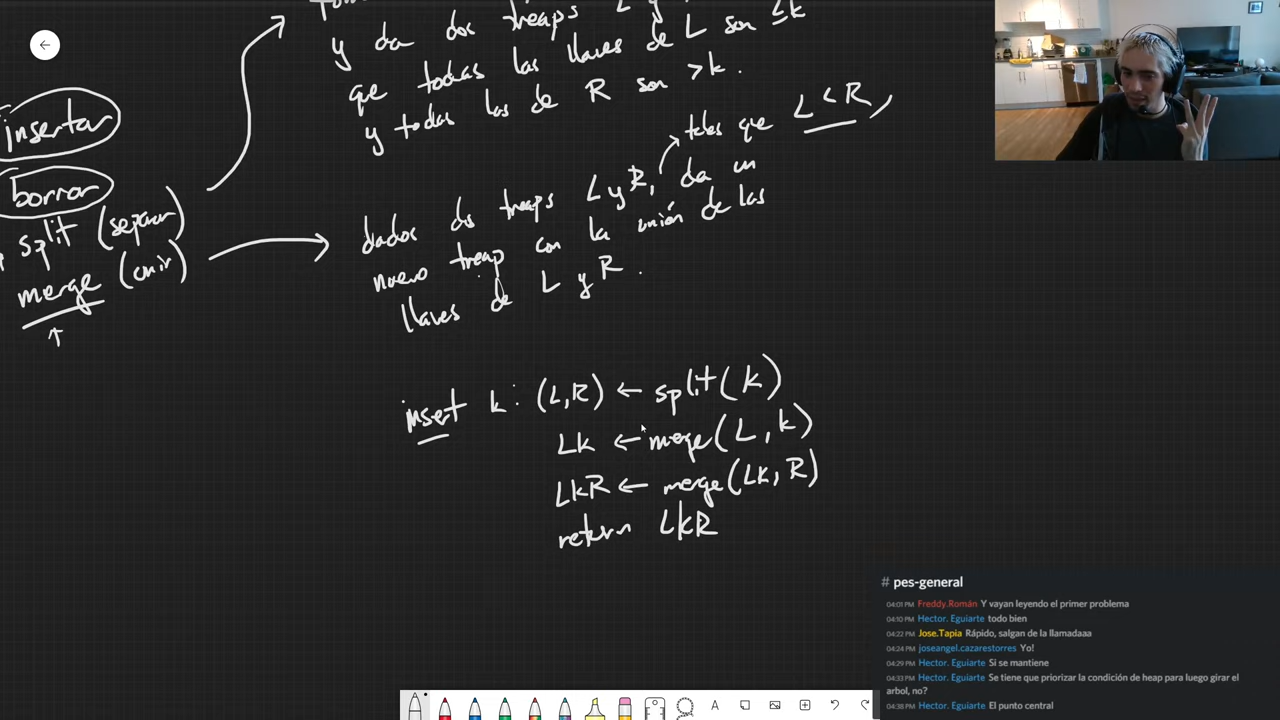 y da dos treaps L y
que todas las llaves de L son ≤k
y todas las de R son >k.
insertar
borrar
split (separar)
merge (unir)
↑
dados dos treaps L y R, da un
tales que L < R,
nuevo treap con la unión de las
llaves de L y R.
insert k: (L,R) ← split(k)
Lk ← merge(L, k)
LkR ← merge(Lk, R)
return LkR
# pes-general
04:01 PM Freddy.Román Y vayan leyendo el primer problema
04:10 PM Hector. Eguiarte todo bien
04:22 PM Jose.Tapia Rápido, salgan de la llamadaaa
04:24 PM joseangel.cazarestorres Yo!
04:29 PM Hector. Eguiarte Si se mantiene
04:33 PM Hector. Eguiarte Se tiene que priorizar la condición de heap para luego girar el
arbol, no?
04:38 PM Hector. Eguiarte El punto central
A